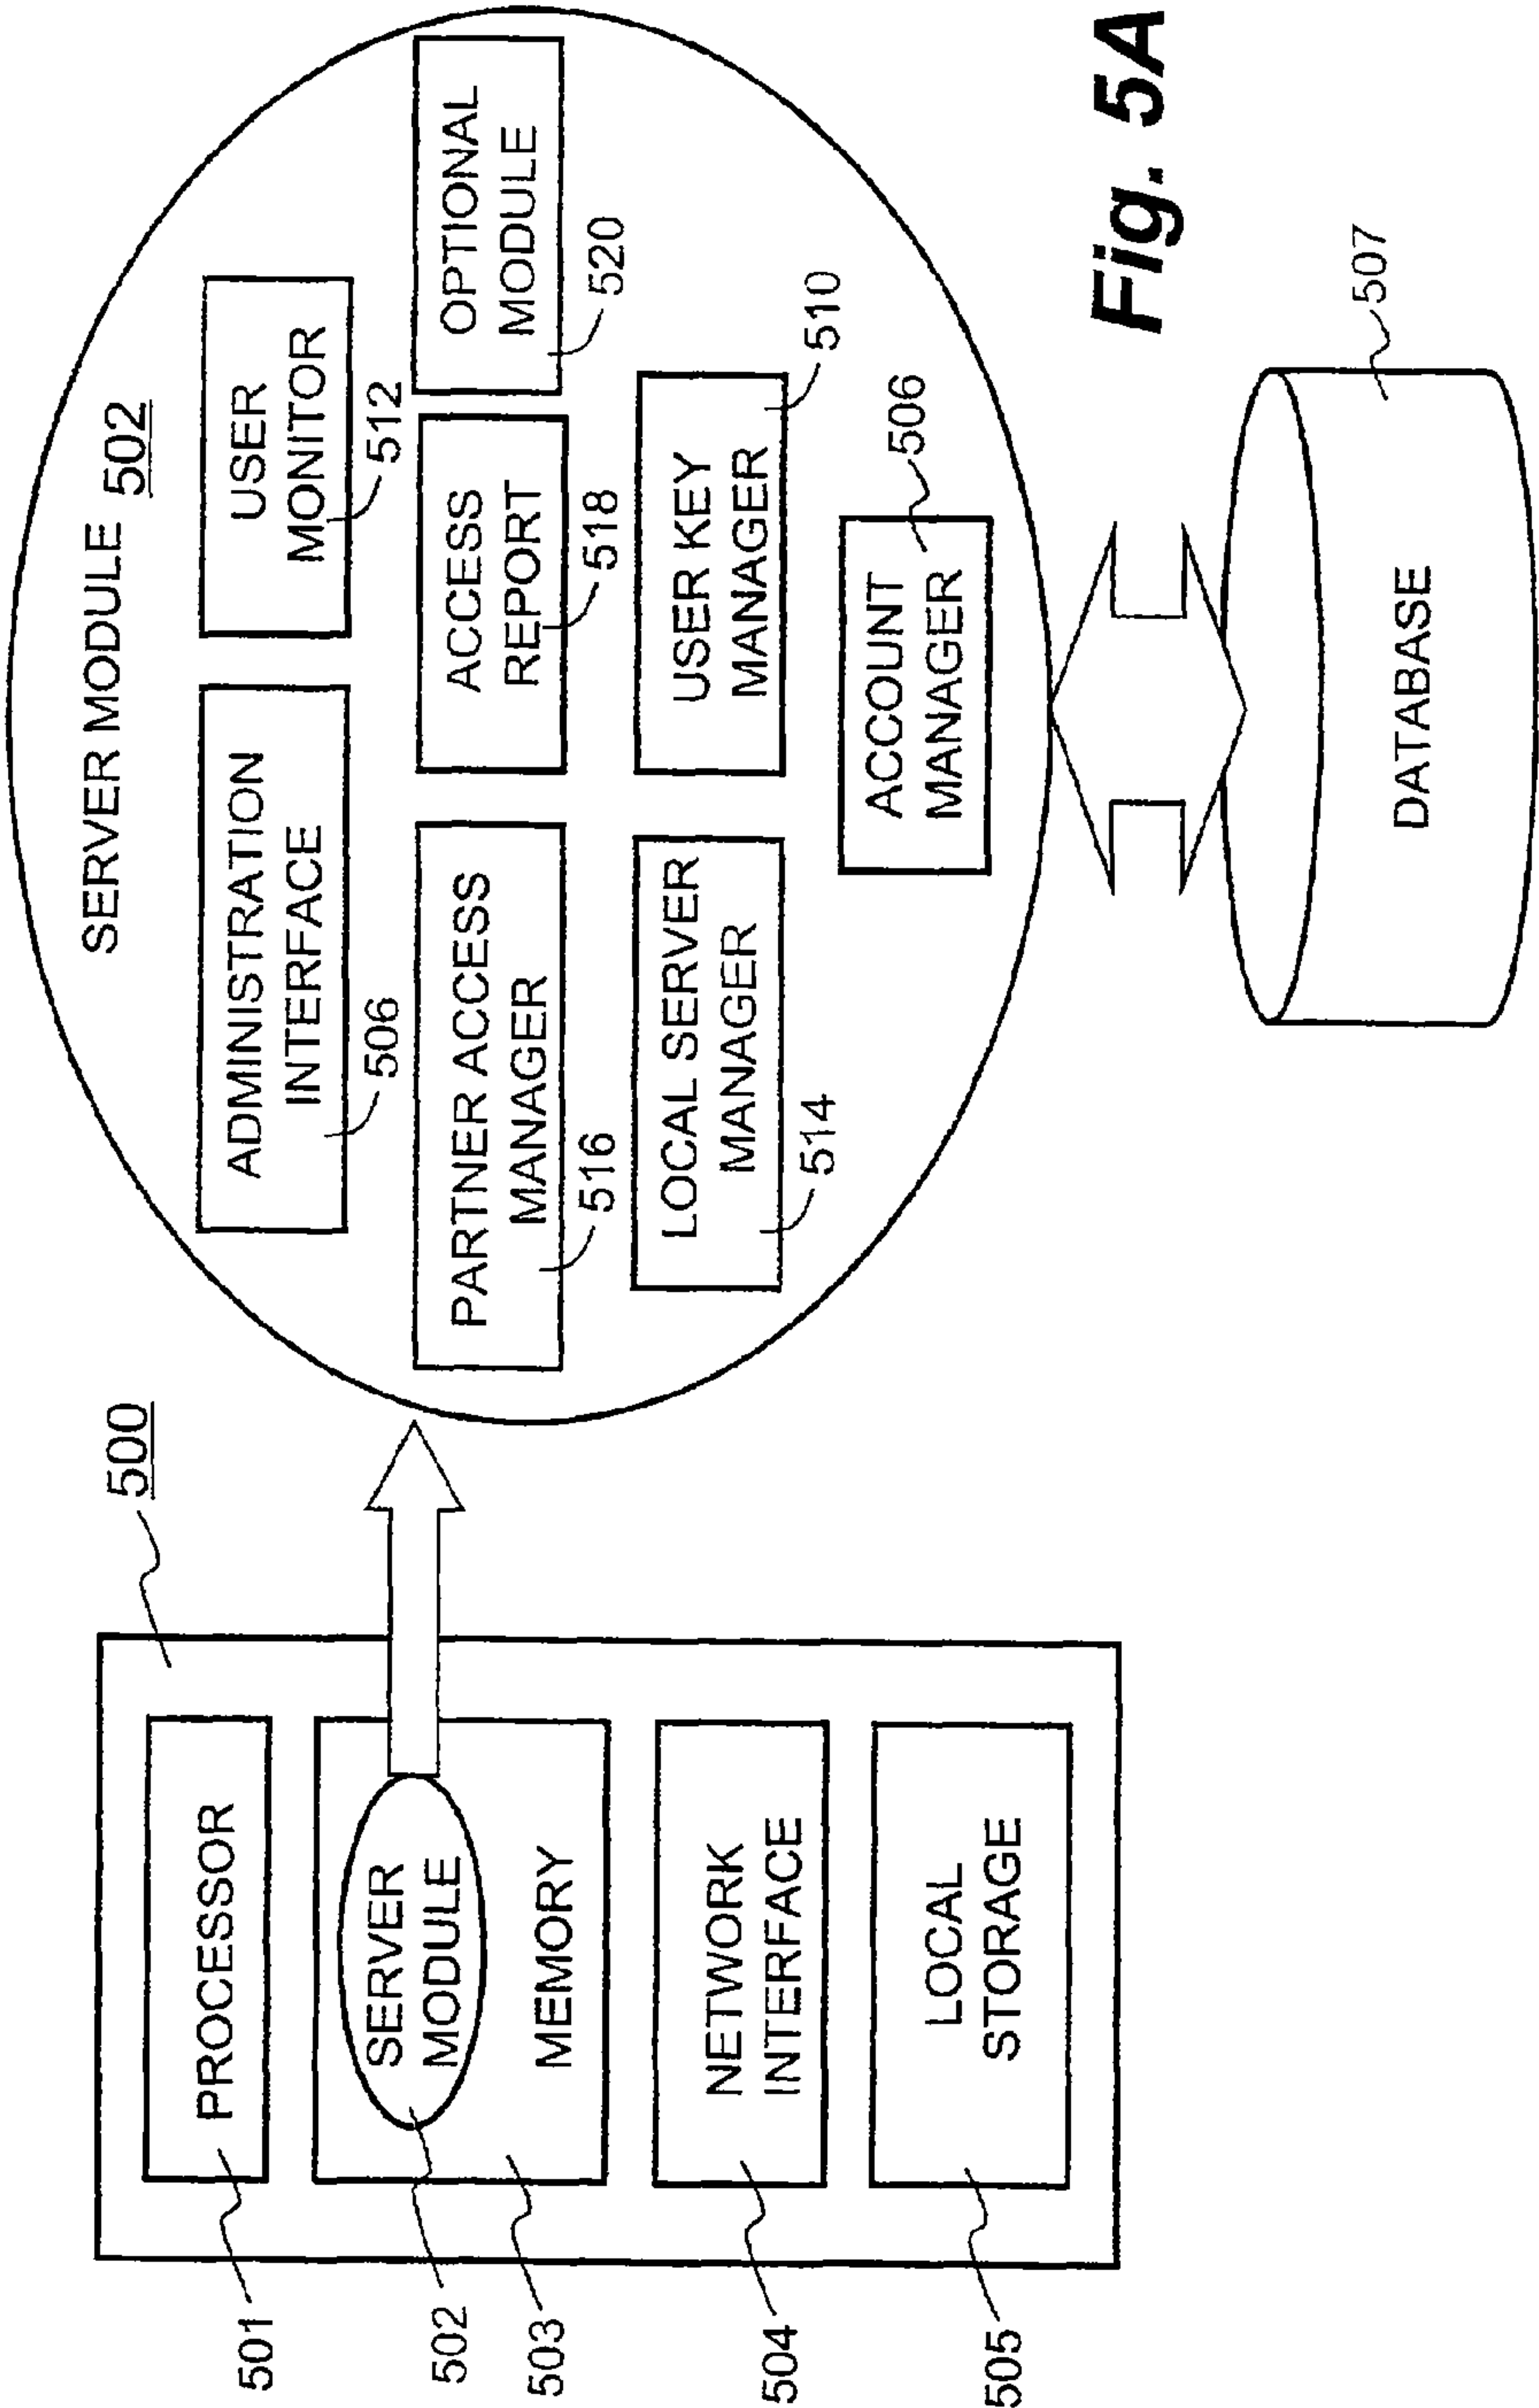 500
501
PROCESSOR
502
SERVER
MODULE
503
MEMORY
504
NETWORK
INTERFACE
505
LOCAL
STORAGE
SERVER MODULE 502
ADMINISTRATION
INTERFACE
506
USER
MONITOR
512
PARTNER ACCESS
MANAGER
516
ACCESS
REPORT
518
OPTIONAL
MODULE
520
LOCAL SERVER
MANAGER
514
USER KEY
MANAGER
510
ACCOUNT
MANAGER
506
DATABASE
507
Fig. 5A